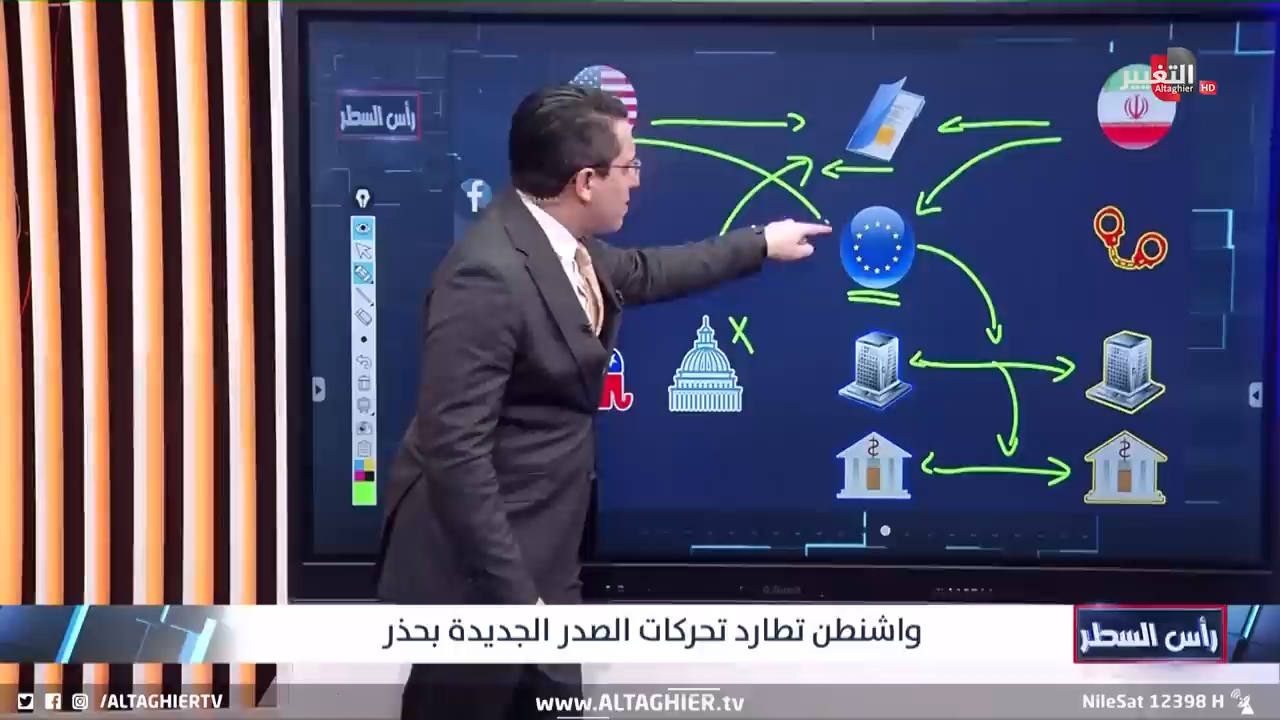 التغيير
Altaghier HD
رأس السطر
f
X
واشنطن تطارد تحركات الصدر الجديدة بحذر
رأس السطر
/ALTAGHIERTV
www.ALTAGHIER.tv
NileSat 12398 H